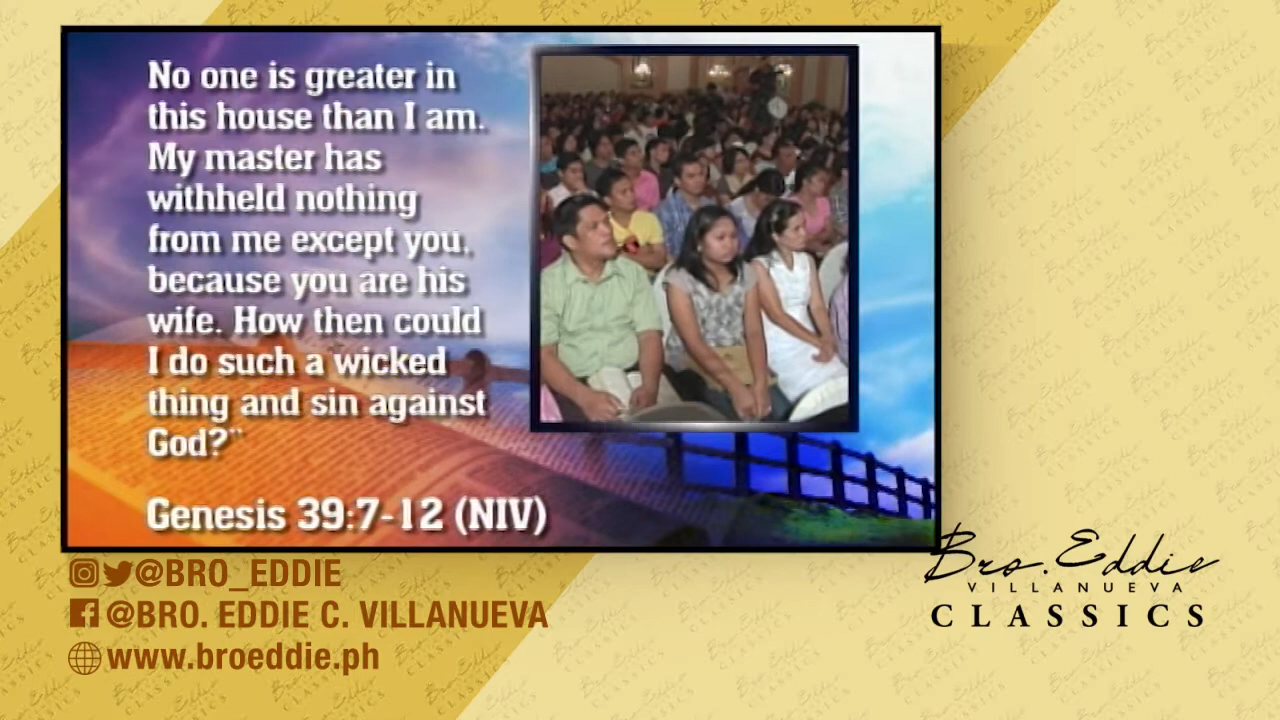 No one is greater in
this house than I am.
My master has
withheld nothing
from me except you,
because you are his
wife. How then could
I do such a wicked
thing and sin against
God?"
Genesis 39:7-12 (NIV)
@BRO_EDDIE
@BRO. EDDIE C. VILLANUEVA
www.broeddie.ph
Bro. Eddie
VILLANUEVA
CLASSICS